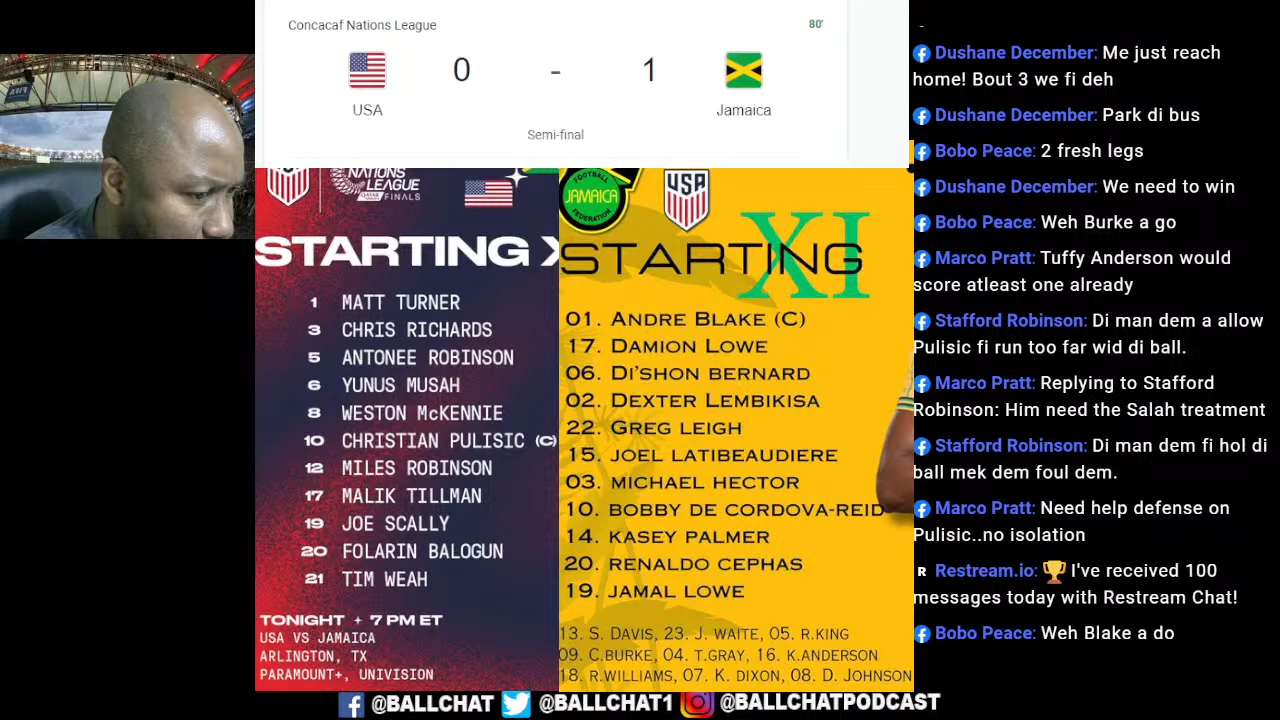 Concacaf Nations League
80'
0 - 1
USA
Jamaica
Semi-final
FIFA
NATIONS
LEAGUE
FINALS
STARTING X
1 MATT TURNER
3 CHRIS RICHARDS
5 ANTONEE ROBINSON
6 YUNUS MUSAH
8 WESTON McKENNIE
10 CHRISTIAN PULISIC (C)
12 MILES ROBINSON
17 MALIK TILLMAN
19 JOE SCALLY
20 FOLARIN BALOGUN
21 TIM WEAH
TONIGHT + 7 PM ET
USA VS JAMAICA
ARLINGTON, TX
PARAMOUNT+, UNIVISION
FOOTBALL
JAMAICA
FEDERATION
USA
STARTING
XI
01. ANDRE BLAKE (C)
17. DAMION LOWE
06. DI'SHON BERNARD
02. DEXTER LEMBIKISA
22. GREG LEIGH
15. JOEL LATIBEAUDIERE
03. MICHAEL HECTOR
10. BOBBY DE CORDOVA-REID
14. KASEY PALMER
20. RENALDO CEPHAS
19. JAMAL LOWE
13. S. DAVIS, 23. J. WAITE, 05. R.KING
09. C.BURKE, 04. T.GRAY, 16. K.ANDERSON
18. R.WILLIAMS, 07. K. DIXON, 08. D. JOHNSON
Dushane December: Me just reach
home! Bout 3 we fi deh
Dushane December: Park di bus
Bobo Peace: 2 fresh legs
Dushane December: We need to win
Bobo Peace: Weh Burke a go
Marco Pratt: Tuffy Anderson would
score atleast one already
Stafford Robinson: Di man dem a allow
Pulisic fi run too far wid di ball.
Marco Pratt: Replying to Stafford
Robinson: Him need the Salah treatment
Stafford Robinson: Di man dem fi hol di
ball mek dem foul dem.
Marco Pratt: Need help defense on
Pulisic..no isolation
R Restream.io: 🏆 I've received 100
messages today with Restream Chat!
Bobo Peace: Weh Blake a do
@BALLCHAT @BALLCHAT1 @BALLCHATPODCAST